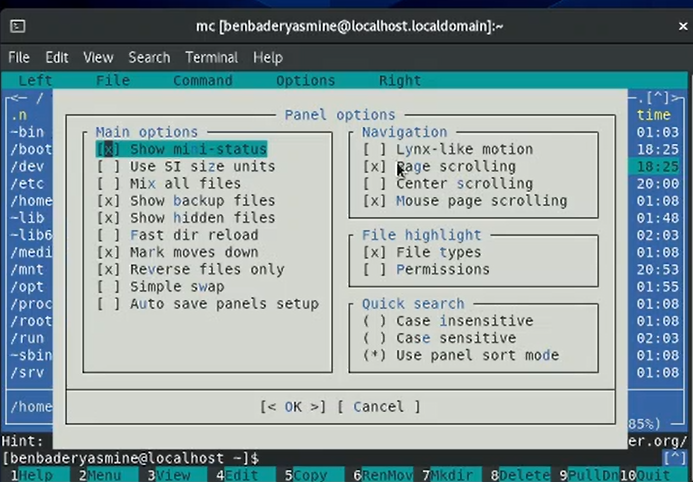 mc [benbaderyasmine@localhost.localdomain]:~ ×
File Edit View Search Terminal Help
Left File Command Options Right
<− / .[^]>
.n time
~bin 01:03
/boot 18:25
/dev 18:25
/etc 20:00
/home 01:08
~lib 01:48
~lib6 02:03
/medi 01:08
/mnt 20:53
/opt 01:55
/proc 01:08
/root 01:08
/run 02:03
~sbin 01:08
/srv 01:08
/home 85%)
Panel options
Main options
[x] Show mini-status
[ ] Use SI size units
[ ] Mix all files
[x] Show backup files
[x] Show hidden files
[ ] Fast dir reload
[x] Mark moves down
[x] Reverse files only
[ ] Simple swap
[ ] Auto save panels setup
Navigation
[ ] Lynx-like motion
[x] Page scrolling
[ ] Center scrolling
[x] Mouse page scrolling
File highlight
[x] File types
[ ] Permissions
Quick search
( ) Case insensitive
( ) Case sensitive
(*) Use panel sort mode
[< OK >] [ Cancel ]
Hint: er.org/
[benbaderyasmine@localhost ~]$ [^]
1Help 2Menu 3View 4Edit 5Copy 6RenMov 7Mkdir 8Delete 9PullDn 10Quit